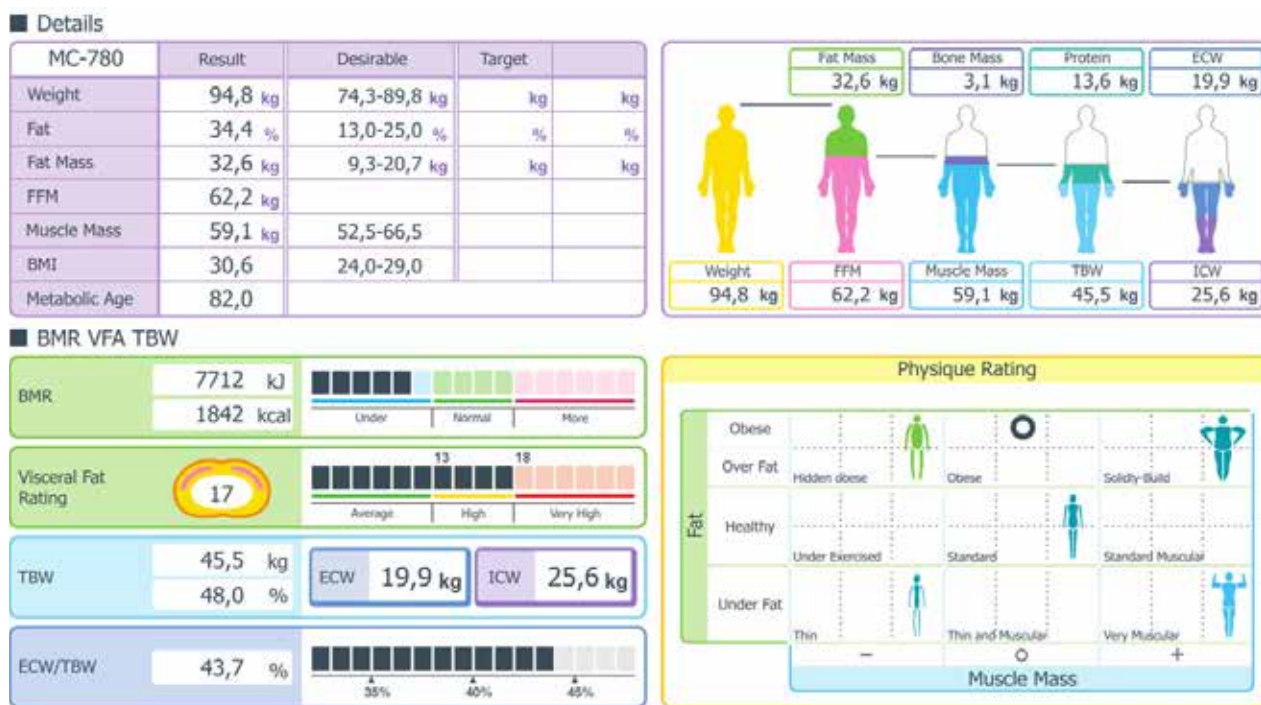 Details
MC-780 Result Desirable Target
Weight 94,8 kg 74,3-89,8 kg kg kg
Fat 34,4 % 13,0-25,0 % % %
Fat Mass 32,6 kg 9,3-20,7 kg kg kg
FFM 62,2 kg
Muscle Mass 59,1 kg 52,5-66,5
BMI 30,6 24,0-29,0
Metabolic Age 82,0
Fat Mass Bone Mass Protein ECW
32,6 kg 3,1 kg 13,6 kg 19,9 kg
Weight FFM Muscle Mass TBW ICW
94,8 kg 62,2 kg 59,1 kg 45,5 kg 25,6 kg
BMR VFA TBW
BMR
7712 kJ
1842 kcal
Under Normal More
Visceral Fat
Rating
17
13 18
Average High Very High
TBW
45,5 kg
48,0 %
ECW 19,9 kg ICW 25,6 kg
ECW/TBW 43,7 %
35% 40% 45%
Physique Rating
Fat
Obese
Over Fat
Hidden obese Obese Solidly-Build
Healthy
Under Exercised Standard Standard Muscular
Under Fat
Thin Thin and Muscular Very Muscular
− o +
Muscle Mass